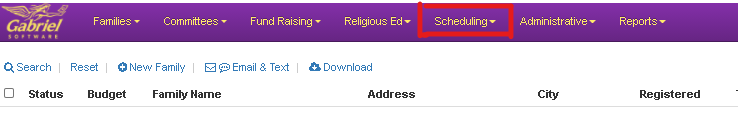 Gabriel
SOFTWARE
Families Committees Fund Raising Religious Ed Scheduling Administrative Reports
Search Reset New Family Email & Text Download
Status Budget Family Name Address City Registered